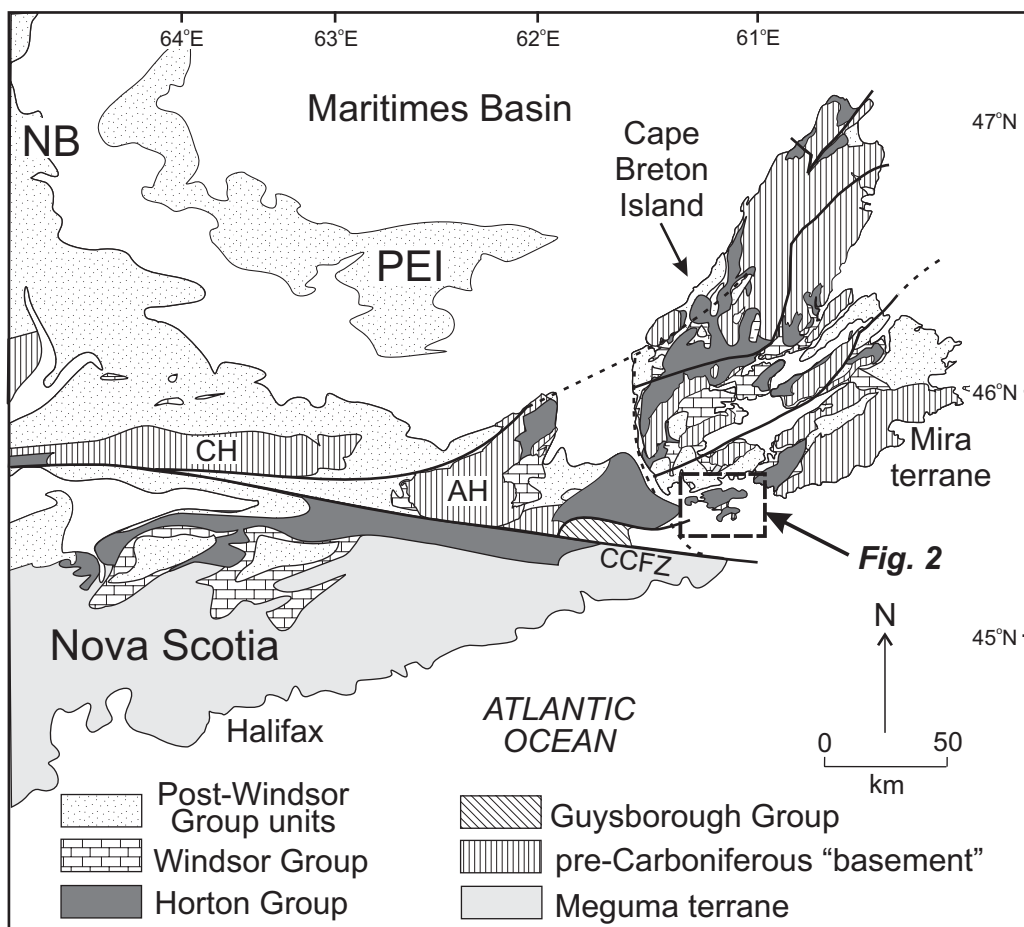 64°E 63°E 62°E 61°E
Maritimes Basin
47°N
NB
Cape
Breton
Island
PEI
46°N
Mira
terrane
CH
AH
Fig. 2
CCFZ
N
45°N
Nova Scotia
ATLANTIC
OCEAN
Halifax
0 50
km
Post-Windsor
Group units
Windsor Group
Horton Group
Guysborough Group
pre-Carboniferous “basement”
Meguma terrane